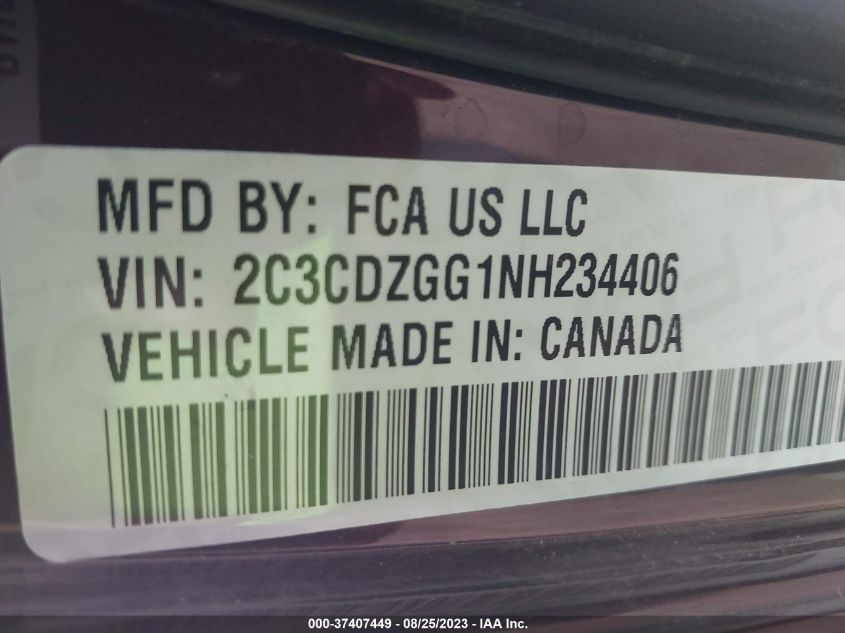 MFD BY: FCA US LLC
VIN: 2C3CDZGG1NH234406
VEHICLE MADE IN: CANADA
000-37407449 - 08/25/2023 - IAA Inc.